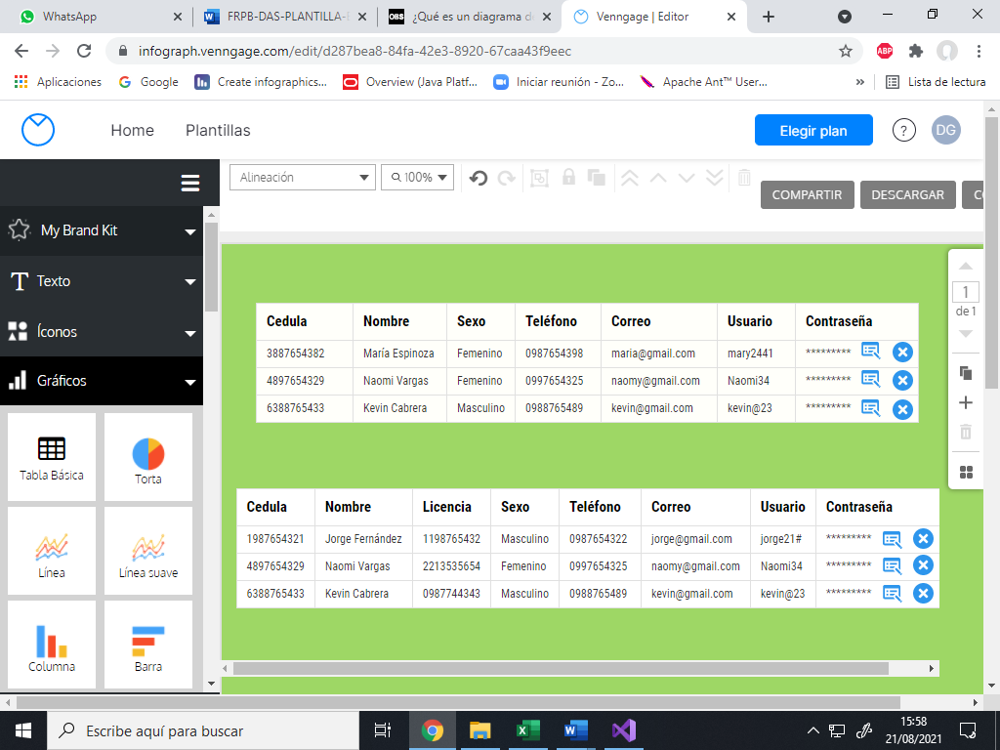 WhatsApp
FRPB-DAS-PLANTILLA-
¿Qué es un diagrama d
Venngage | Editor
infograph.venngage.com/edit/d287bea8-84fa-42e3-8920-67caa43f9eec
ABP
Aplicaciones
Google
Create infographics...
Overview (Java Platf...
Iniciar reunión - Zo...
Apache Ant™ User...
»
Lista de lectura
Home Plantillas
Elegir plan
?
DG
Alineación
100%
COMPARTIR
DESCARGAR
My Brand Kit
Texto
Íconos
Gráficos
Tabla Básica
Torta
Línea
Línea suave
Columna
Barra
1
de 1
Cedula Nombre Sexo Teléfono Correo Usuario Contraseña
3887654382 María Espinoza Femenino 0987654398 maria@gmail.com mary2441 *********
4897654329 Naomi Vargas Femenino 0997654325 naomy@gmail.com Naomi34 *********
6388765433 Kevin Cabrera Masculino 0988765489 kevin@gmail.com kevin@23 *********
Cedula Nombre Licencia Sexo Teléfono Correo Usuario Contraseña
1987654321 Jorge Fernández 1198765432 Masculino 0987654322 jorge@gmail.com jorge21# *********
4897654329 Naomi Vargas 2213535654 Femenino 0997654325 naomy@gmail.com Naomi34 *********
6388765433 Kevin Cabrera 0987744343 Masculino 0988765489 kevin@gmail.com kevin@23 *********
Escribe aquí para buscar
15:58
21/08/2021